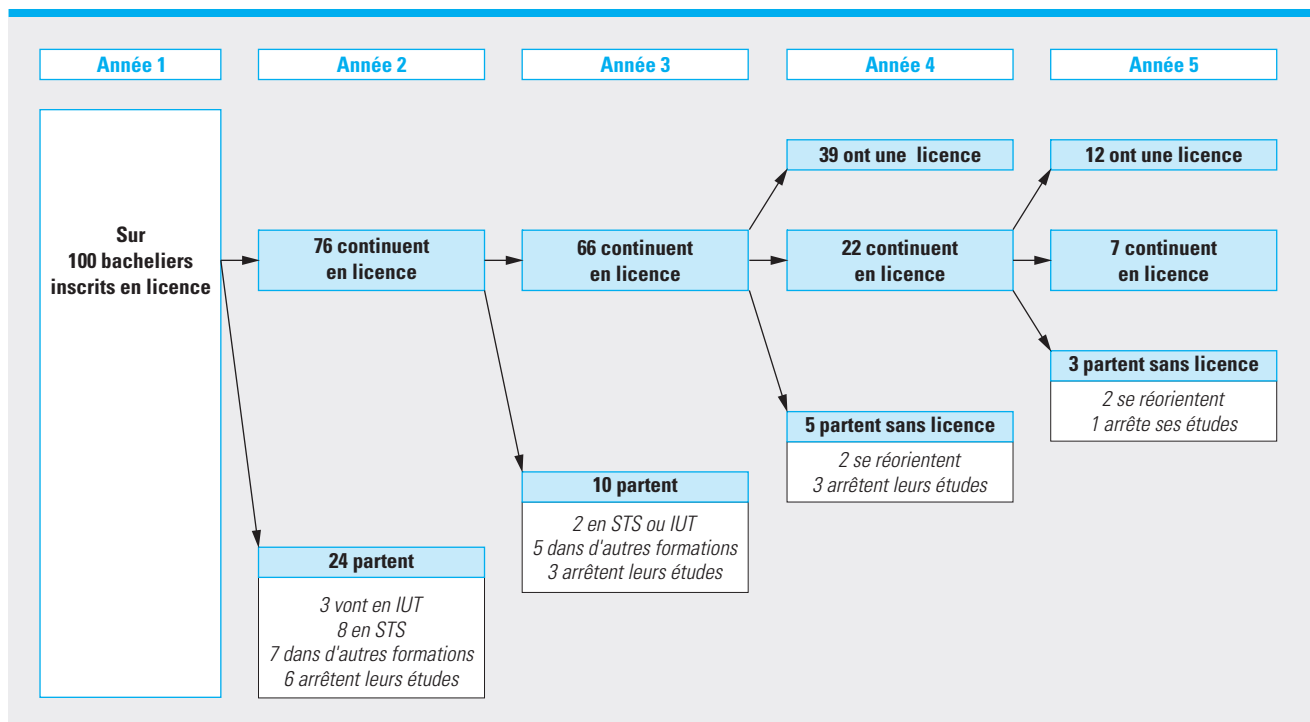 Année 1
Année 2
Année 3
Année 4
Année 5
Sur
100 bacheliers
inscrits en licence
76 continuent
en licence
24 partent
3 vont en IUT
8 en STS
7 dans d'autres formations
6 arrêtent leurs études
66 continuent
en licence
10 partent
2 en STS ou IUT
5 dans d'autres formations
3 arrêtent leurs études
39 ont une licence
22 continuent
en licence
5 partent sans licence
2 se réorientent
3 arrêtent leurs études
12 ont une licence
7 continuent
en licence
3 partent sans licence
2 se réorientent
1 arrête ses études